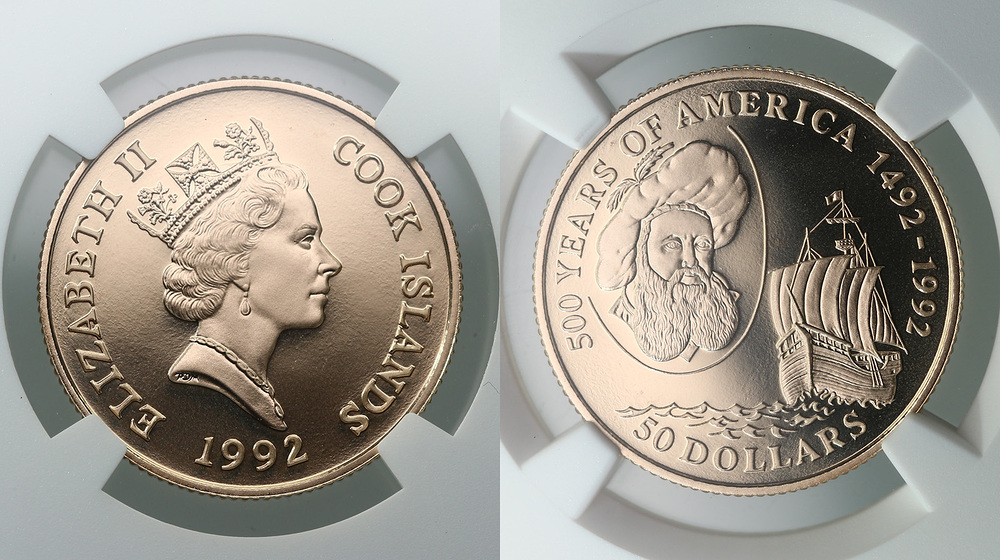 ELIZABETH II
COOK ISLANDS
1992
500 YEARS OF AMERICA 1492-1992
50 DOLLARS